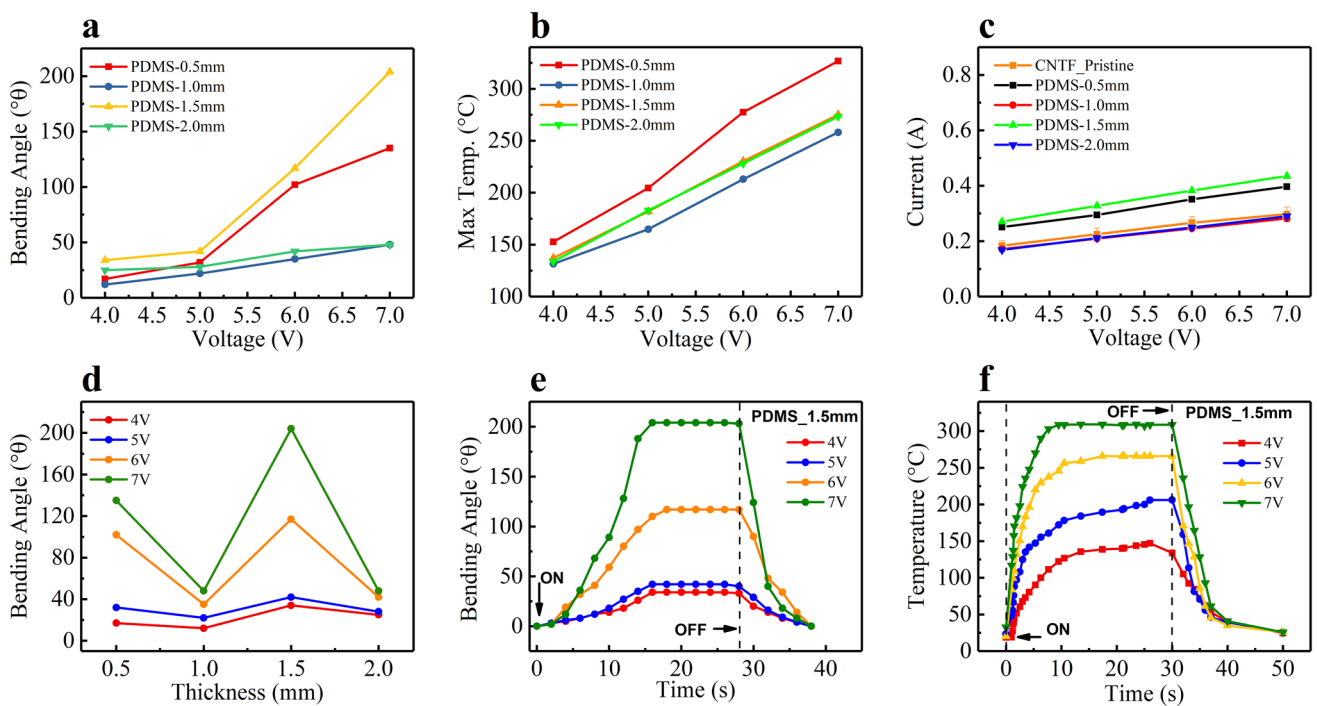 a
PDMS-0.5mm
PDMS-1.0mm
PDMS-1.5mm
PDMS-2.0mm
Bending Angle (°θ)
200
150
100
50
0
4.0 4.5 5.0 5.5 6.0 6.5 7.0
Voltage (V)
b
PDMS-0.5mm
PDMS-1.0mm
PDMS-1.5mm
PDMS-2.0mm
Max Temp. (°C)
350
300
250
200
150
100
4.0 4.5 5.0 5.5 6.0 6.5 7.0
Voltage (V)
c
CNTF_Pristine
PDMS-0.5mm
PDMS-1.0mm
PDMS-1.5mm
PDMS-2.0mm
Current (A)
0.8
0.6
0.4
0.2
0.0
4.0 4.5 5.0 5.5 6.0 6.5 7.0
Voltage (V)
d
4V
5V
6V
7V
Bending Angle (°θ)
200
160
120
80
40
0
0.5 1.0 1.5 2.0
Thickness (mm)
e
PDMS_1.5mm
4V
5V
6V
7V
ON
OFF
Bending Angle (°θ)
200
150
100
50
0
0 10 20 30 40
Time (s)
f
OFF
PDMS_1.5mm
4V
5V
6V
7V
ON
Temperature (°C)
300
250
200
150
100
50
0
0 10 20 30 40 50
Time (s)